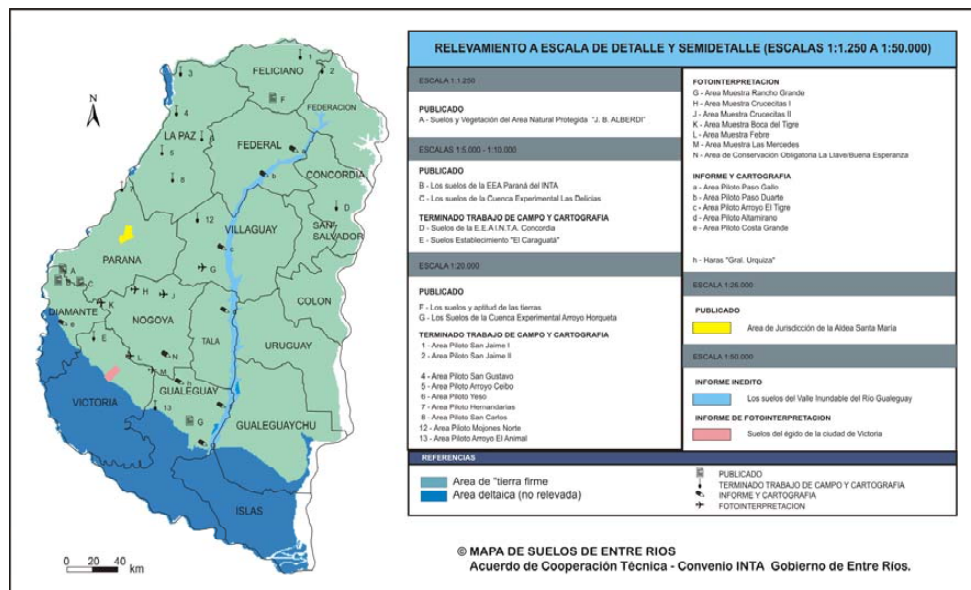 RELEVAMIENTO A ESCALA DE DETALLE Y SEMIDETALLE (ESCALAS 1:1.250 A 1:50.000)
ESCALA 1:1.250
PUBLICADO
A - Suelos y Vegetación del Area Natural Protegida "J. B. ALBERDI"
ESCALAS 1:5.000 - 1:10.000
PUBLICADO
B - Los suelos de la EEA Paraná del INTA
C - Los suelos de la Cuenca Experimental Las Delicias
TERMINADO TRABAJO DE CAMPO Y CARTOGRAFIA
D - Suelos de la E.E.A.I.N.T.A. Concordia
E - Suelos Establecimiento "El Caraguatá"
ESCALA 1:20.000
PUBLICADO
F - Los suelos y aptitud de las tierras
G - Los Suelos de la Cuenca Experimental Arroyo Horqueta
TERMINADO TRABAJO DE CAMPO Y CARTOGRAFIA
1 - Area Piloto San Jaime I
2 - Area Piloto San Jaime II
4 - Area Piloto San Gustavo
5 - Area Piloto Arroyo Ceibo
6 - Area Piloto Yeso
7 - Area Piloto Hernandarias
8 - Area Piloto San Carlos
12 - Area Piloto Mojones Norte
13 - Area Piloto Arroyo El Animal
FOTOINTERPRETACION
G - Area Muestra Rancho Grande
H - Area Muestra Crucecitas I
J - Area Muestra Crucecitas II
K - Area Muestra Boca del Tigre
L - Area Muestra Febre
M - Area Muestra Las Mercedes
N - Area de Conservación Obligatoria La Llave/Buena Esperanza
INFORME Y CARTOGRAFIA
a - Area Piloto Paso Gallo
b - Area Piloto Paso Duarte
c - Area Piloto Arroyo El Tigre
d - Area Piloto Altamirano
e - Area Piloto Costa Grande
h - Haras "Gral. Urquiza"
ESCALA 1:26.000
PUBLICADO
Area de Jurisdicción de la Aldea Santa María
ESCALA 1:50.000
INFORME INEDITO
Los suelos del Valle Inundable del Río Gualeguay
INFORME DE FOTOINTERPRETACION
Suelos del égido de la ciudad de Victoria
REFERENCIAS
Area de "tierra firme
Area deltaica (no relevada)
PUBLICADO
TERMINADO TRABAJO DE CAMPO Y CARTOGRAFIA
INFORME Y CARTOGRAFIA
FOTOINTERPRETACION
© MAPA DE SUELOS DE ENTRE RIOS
Acuerdo de Cooperación Técnica - Convenio INTA Gobierno de Entre Ríos.
N
1
2
3
FELICIANO
F
4
FEDERACION
LA PAZ
FEDERAL
6
b
CONCORDIA
8
7
12
D
VILLAGUAY
SAN
SALVADOR
PARANA
G
A
B
C
H
J
K
COLON
DIAMANTE
NOGOYA
E
TALA
URUGUAY
L
N
M
GUALEGUAY
VICTORIA
13
G
GUALEGUAYCHU
ISLAS
0 20 40
km